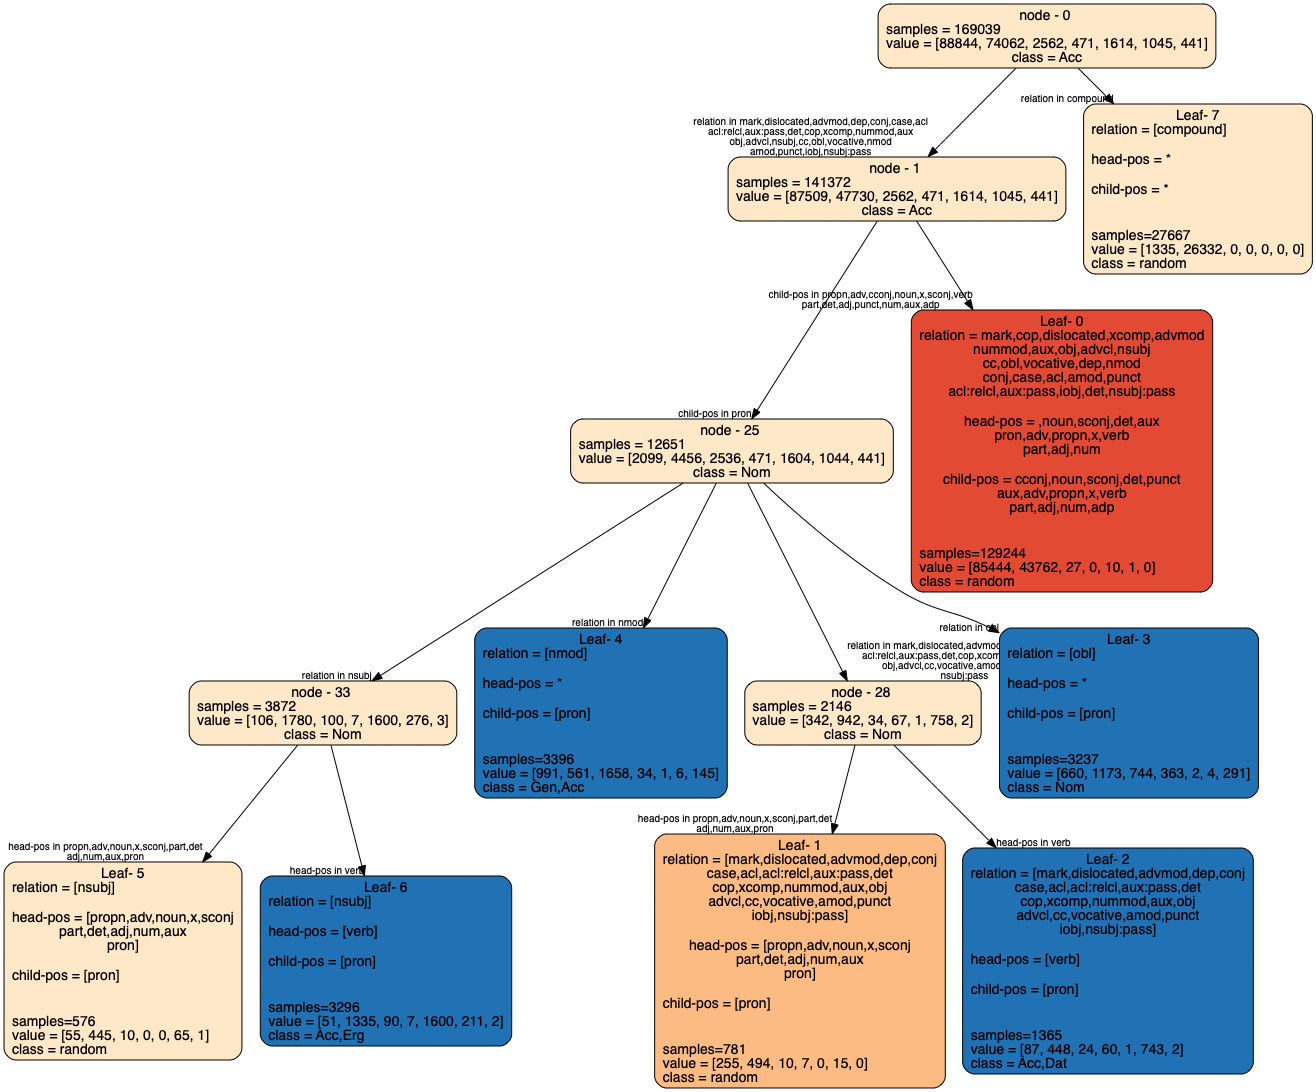 node - 0
samples = 169039
value = [88844, 74062, 2562, 471, 1614, 1045, 441]
class = Acc
relation in compound
relation in mark,dislocated,advmod,dep,conj,case,acl
acl:relcl,aux:pass,det,cop,xcomp,nummod,aux
obj,advcl,nsubj,cc,obl,vocative,nmod
amod,punct,iobj,nsubj:pass
Leaf- 7
relation = [compound]
head-pos = *
child-pos = *
samples=27667
value = [1335, 26332, 0, 0, 0, 0, 0]
class = random
node - 1
samples = 141372
value = [87509, 47730, 2562, 471, 1614, 1045, 441]
class = Acc
child-pos in propn,adv,cconj,noun,x,sconj,verb
part,det,adj,punct,num,aux,adp
Leaf- 0
relation = mark,cop,dislocated,xcomp,advmod
nummod,aux,obj,advcl,nsubj
cc,obl,vocative,dep,nmod
conj,case,acl,amod,punct
acl:relcl,aux:pass,iobj,det,nsubj:pass
head-pos = ,noun,sconj,det,aux
pron,adv,propn,x,verb
part,adj,num
child-pos = cconj,noun,sconj,det,punct
aux,adv,propn,x,verb
part,adj,num,adp
samples=129244
value = [85444, 43762, 27, 0, 10, 1, 0]
class = random
child-pos in pron
node - 25
samples = 12651
value = [2099, 4456, 2536, 471, 1604, 1044, 441]
class = Nom
relation in nsubj
node - 33
samples = 3872
value = [106, 1780, 100, 7, 1600, 276, 3]
class = Nom
relation in nmod
Leaf- 4
relation = [nmod]
head-pos = *
child-pos = [pron]
samples=3396
value = [991, 561, 1658, 34, 1, 6, 145]
class = Gen,Acc
relation in mark,dislocated,advmod
acl:relcl,aux:pass,det,cop,xcom
obj,advcl,cc,vocative,amod
nsubj:pass
node - 28
samples = 2146
value = [342, 942, 34, 67, 1, 758, 2]
class = Nom
relation in obl
Leaf- 3
relation = [obl]
head-pos = *
child-pos = [pron]
samples=3237
value = [660, 1173, 744, 363, 2, 4, 291]
class = Nom
head-pos in propn,adv,noun,x,sconj,part,det
adj,num,aux,pron
Leaf- 5
relation = [nsubj]
head-pos = [propn,adv,noun,x,sconj
part,det,adj,num,aux
pron]
child-pos = [pron]
samples=576
value = [55, 445, 10, 0, 0, 65, 1]
class = random
head-pos in verb
Leaf- 6
relation = [nsubj]
head-pos = [verb]
child-pos = [pron]
samples=3296
value = [51, 1335, 90, 7, 1600, 211, 2]
class = Acc,Erg
head-pos in propn,adv,noun,x,sconj,part,det
adj,num,aux,pron
Leaf- 1
relation = [mark,dislocated,advmod,dep,conj
case,acl,acl:relcl,aux:pass,det
cop,xcomp,nummod,aux,obj
advcl,cc,vocative,amod,punct
iobj,nsubj:pass]
head-pos = [propn,adv,noun,x,sconj
part,det,adj,num,aux
pron]
child-pos = [pron]
samples=781
value = [255, 494, 10, 7, 0, 15, 0]
class = random
head-pos in verb
Leaf- 2
relation = [mark,dislocated,advmod,dep,conj
case,acl,acl:relcl,aux:pass,det
cop,xcomp,nummod,aux,obj
advcl,cc,vocative,amod,punct
iobj,nsubj:pass]
head-pos = [verb]
child-pos = [pron]
samples=1365
value = [87, 448, 24, 60, 1, 743, 2]
class = Acc,Dat